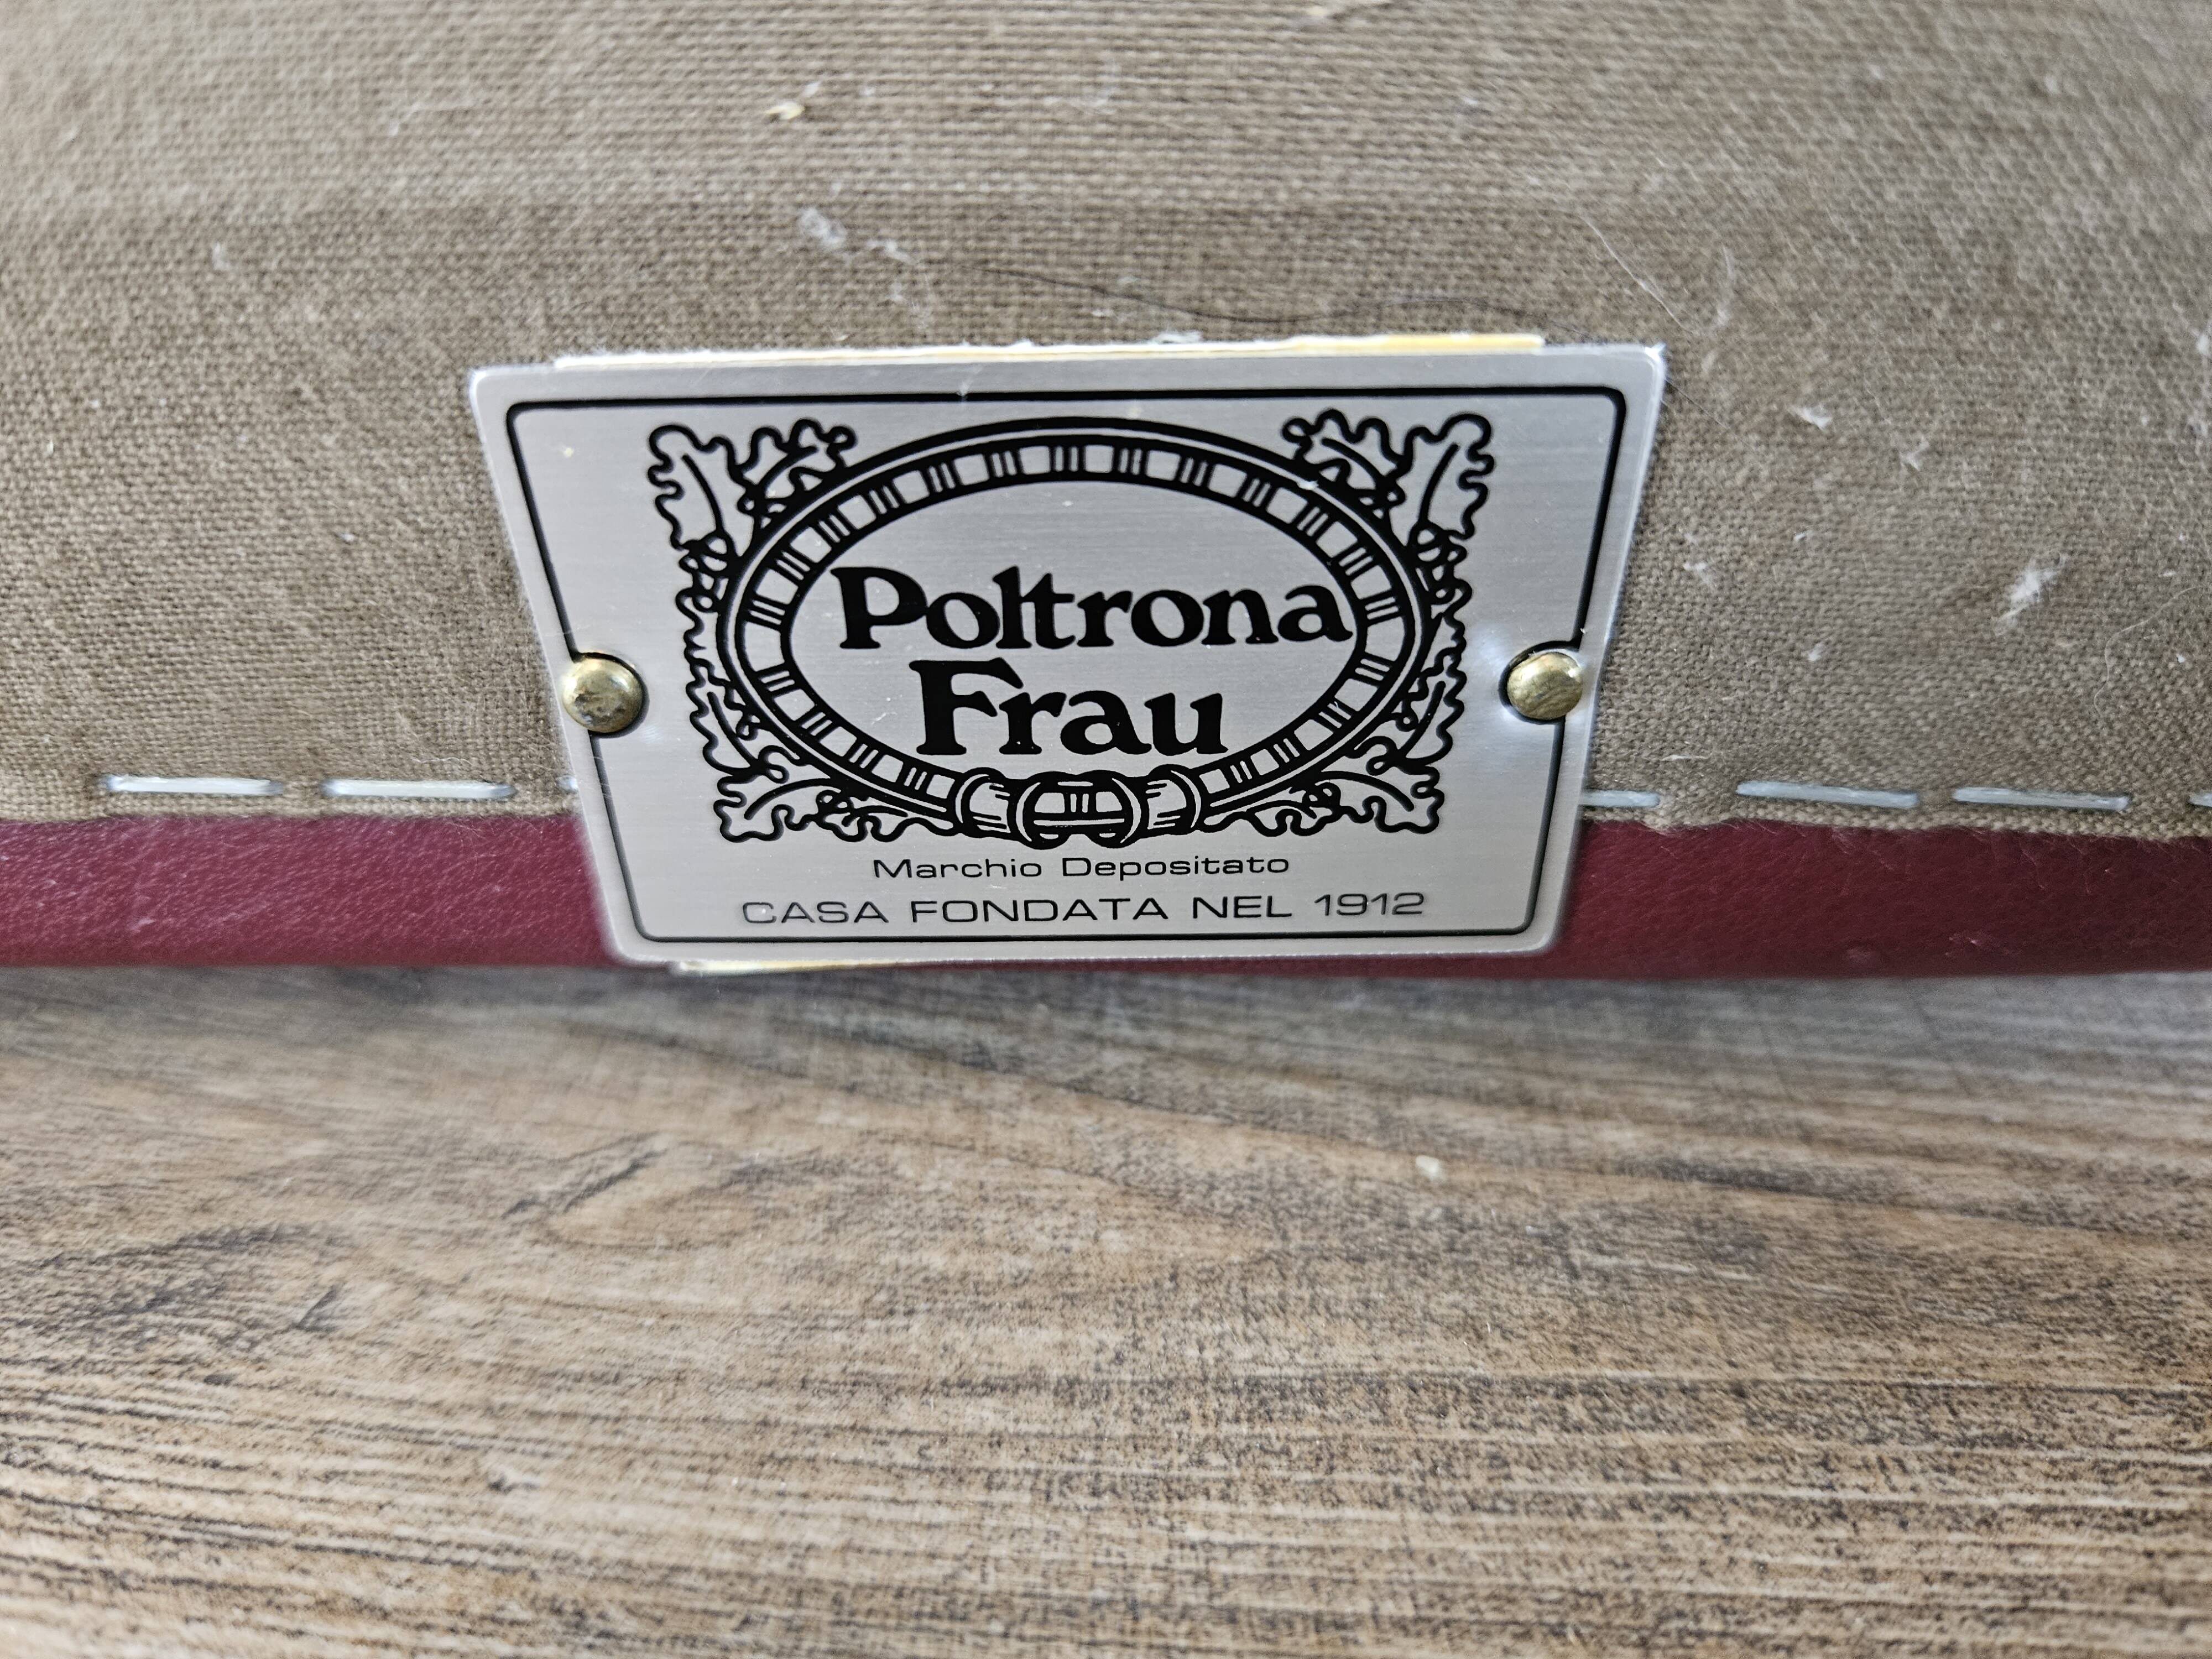 Poltrona
Frau
Marchio Depositato
CASA FONDATA NEL 1912